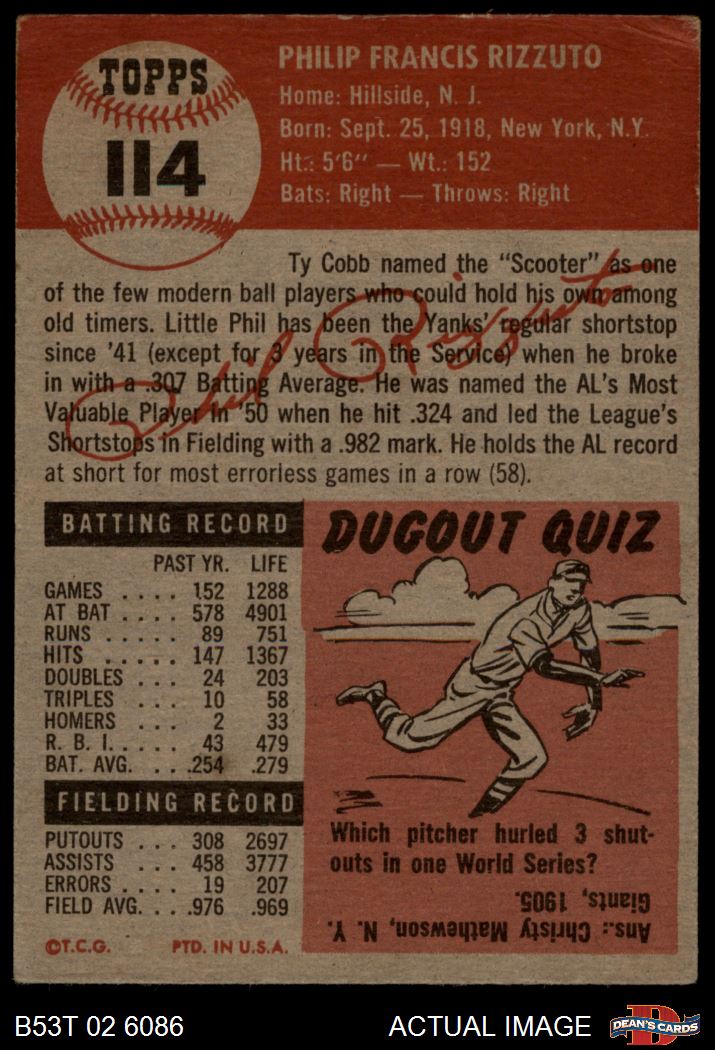 TOPPS
114
PHILIP FRANCIS RIZZUTO
Home: Hillside, N. J.
Born: Sept. 25, 1918, New York, N.Y.
Ht.: 5'6" — Wt.: 152
Bats: Right — Throws: Right
Ty Cobb named the "Scooter" as one
of the few modern ball players who could hold his own among
old timers. Little Phil has been the Yanks' regular shortstop
since '41 (except for 3 years in the Service) when he broke
in with a .307 Batting Average. He was named the AL's Most
Valuable Player in '50 when he hit .324 and led the League's
Shortstops in Fielding with a .982 mark. He holds the AL record
at short for most errorless games in a row (58).
Phil Rizzuto
BATTING RECORD
PAST YR. LIFE
GAMES .... 152 1288
AT BAT .... 578 4901
RUNS ..... 89 751
HITS ..... 147 1367
DOUBLES ... 24 203
TRIPLES ... 10 58
HOMERS ... 2 33
R. B. I. .... 43 479
BAT. AVG. ... .254 .279
FIELDING RECORD
PUTOUTS ... 308 2697
ASSISTS ... 458 3777
ERRORS .... 19 207
FIELD AVG. ... .976 .969
©T.C.G. PTD. IN U.S.A.
DUGOUT QUIZ
Which pitcher hurled 3 shut-
outs in one World Series?
Ans.: Christy Mathewson, N. Y.
Giants, 1905.
B53T 02 6086 ACTUAL IMAGE
D
DEAN'S CARDS